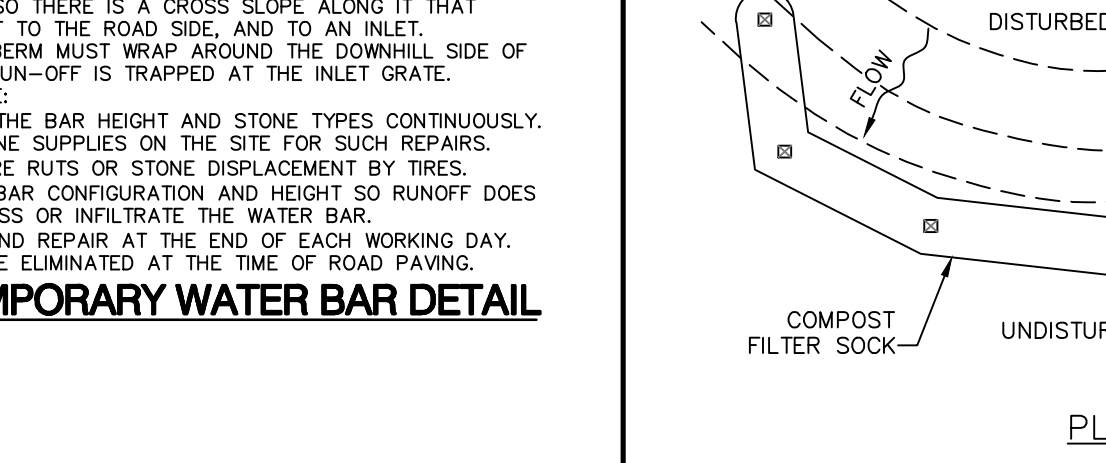 SO THERE IS A CROSS SLOPE ALONG IT THAT
TO THE ROAD SIDE, AND TO AN INLET.
BERM MUST WRAP AROUND THE DOWNHILL SIDE OF
UN-OFF IS TRAPPED AT THE INLET GRATE.
THE BAR HEIGHT AND STONE TYPES CONTINUOUSLY.
NE SUPPLIES ON THE SITE FOR SUCH REPAIRS.
RE RUTS OR STONE DISPLACEMENT BY TIRES.
BAR CONFIGURATION AND HEIGHT SO RUNOFF DOES
SS OR INFILTRATE THE WATER BAR.
ND REPAIR AT THE END OF EACH WORKING DAY.
E ELIMINATED AT THE TIME OF ROAD PAVING.
MPORARY WATER BAR DETAIL
DISTURBED
FLOW
COMPOST
FILTER SOCK
UNDISTUR
PL